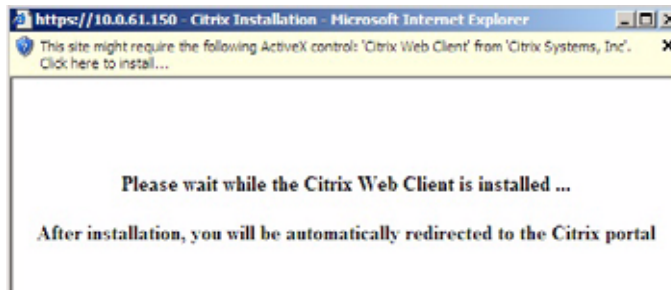 https://10.0.61.150 - Citrix Installation - Microsoft Internet Explorer
This site might require the following ActiveX control: 'Citrix Web Client' from 'Citrix Systems, Inc'.
Click here to install...
Please wait while the Citrix Web Client is installed ...
After installation, you will be automatically redirected to the Citrix portal